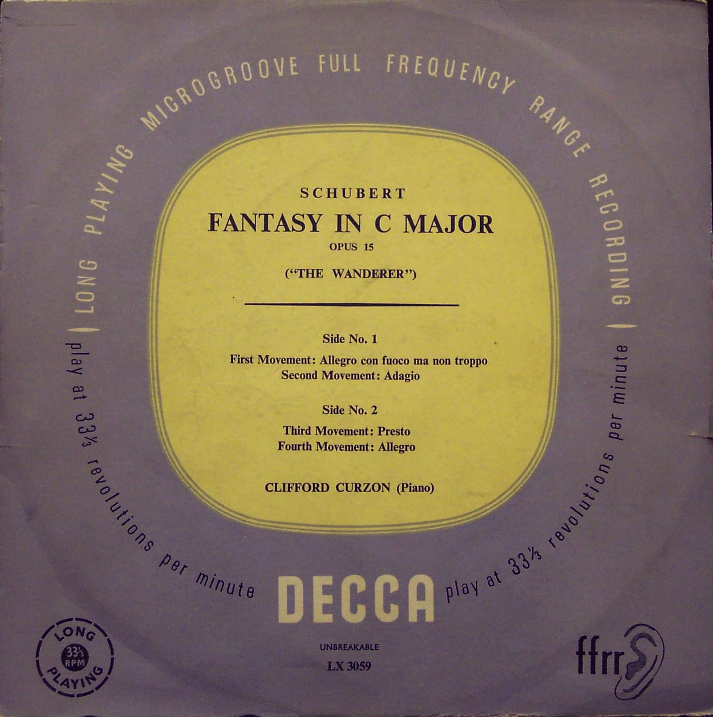 LONG PLAYING MICROGROOVE FULL FREQUENCY RANGE RECORDING
SCHUBERT
FANTASY IN C MAJOR
OPUS 15
(“THE WANDERER”)
Side No. 1
First Movement: Allegro con fuoco ma non troppo
Second Movement: Adagio
Side No. 2
Third Movement: Presto
Fourth Movement: Allegro
CLIFFORD CURZON (Piano)
play at 33⅓ revolutions per minute
DECCA
play at 33⅓ revolutions per minute
UNBREAKABLE
LX 3059
LONG
33⅓
RPM
PLAYING
ffrr